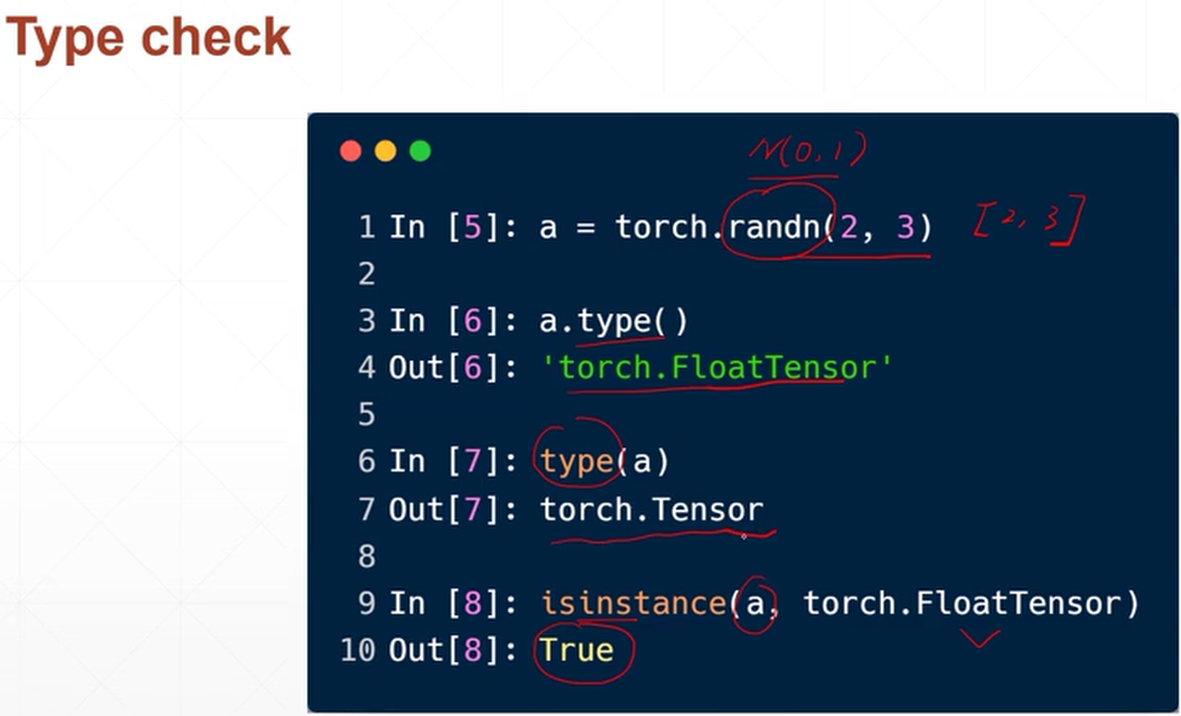 Type check
N(0,1)
1 In [5]: a = torch.randn(2, 3) [2, 3]
2
3 In [6]: a.type()
4 Out[6]: 'torch.FloatTensor'
5
6 In [7]: type(a)
7 Out[7]: torch.Tensor
8
9 In [8]: isinstance(a, torch.FloatTensor)
10 Out[8]: True